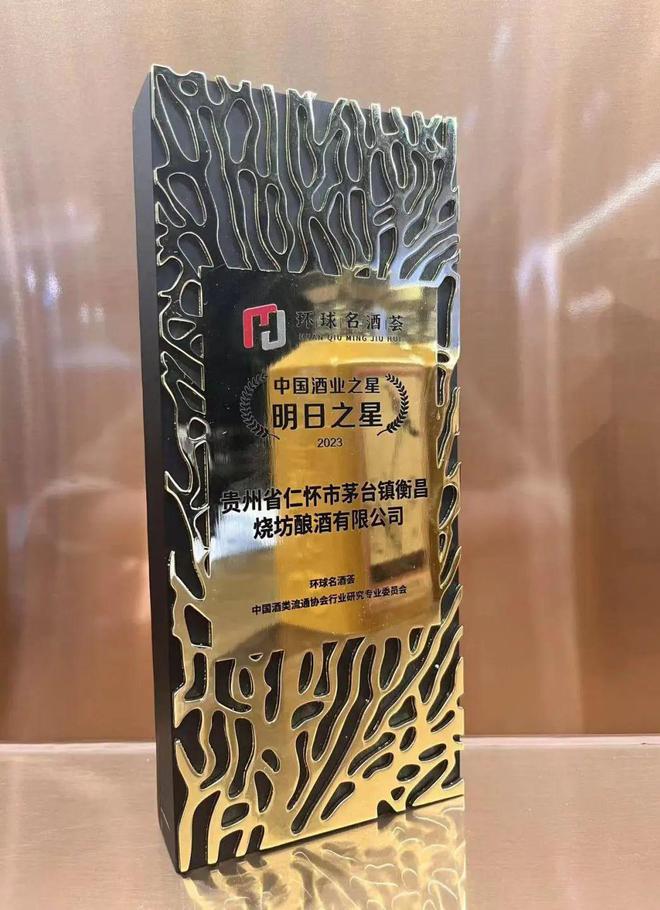 环球名酒荟
HUAN QIU MING JIU HUI
中国酒业之星
明日之星
2023
贵州省仁怀市茅台镇衡昌
烧坊酿酒有限公司
环球名酒荟
中国酒类流通协会行业研究专业委员会